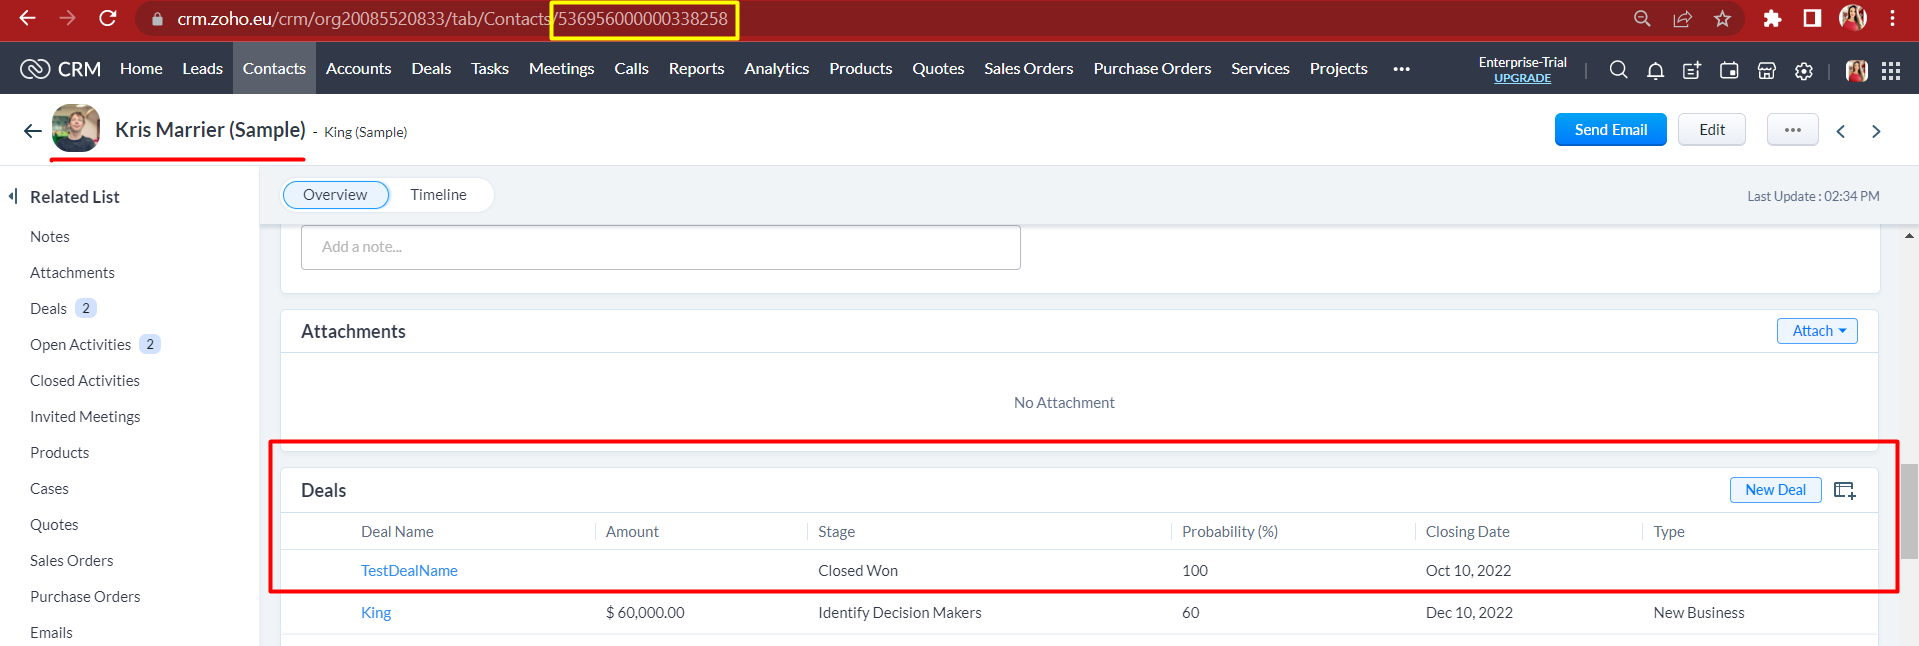 crm.zoho.eu/crm/org20085520833/tab/Contacts/536956000000338258
CRM Home Leads Contacts Accounts Deals Tasks Meetings Calls Reports Analytics Products Quotes Sales Orders Purchase Orders Services Projects ••• Enterprise-Trial
UPGRADE
Kris Marrier (Sample) - King (Sample) Send Email Edit •••
Related List
Overview Timeline Last Update : 02:34 PM
Notes
Add a note...
Attachments
Deals 2
Attachments Attach
Open Activities 2
Closed Activities
No Attachment
Invited Meetings
Products
Cases
Deals New Deal
Quotes
Deal Name Amount Stage Probability (%) Closing Date Type
Sales Orders
TestDealName Closed Won 100 Oct 10, 2022
Purchase Orders
King $ 60,000.00 Identify Decision Makers 60 Dec 10, 2022 New Business
Emails